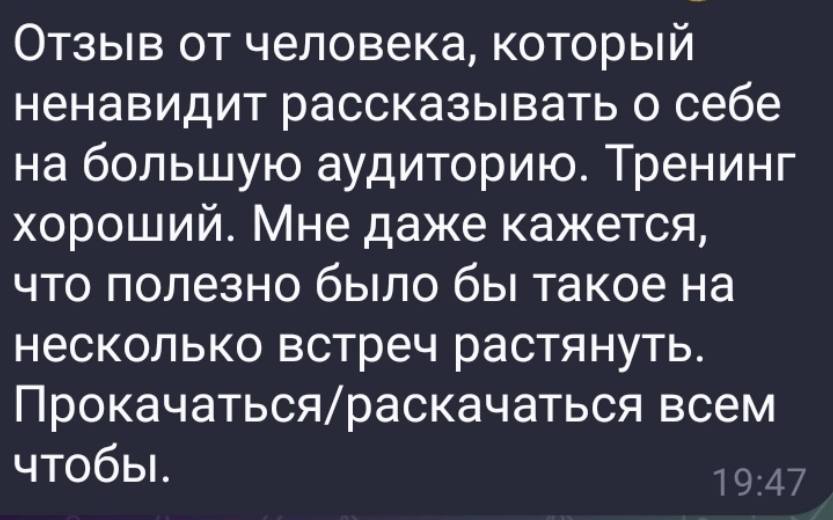 Отзыв от человека, который
ненавидит рассказывать о себе
на большую аудиторию. Тренинг
хороший. Мне даже кажется,
что полезно было бы такое на
несколько встреч растянуть.
Прокачаться/раскачаться всем
чтобы.
19:47